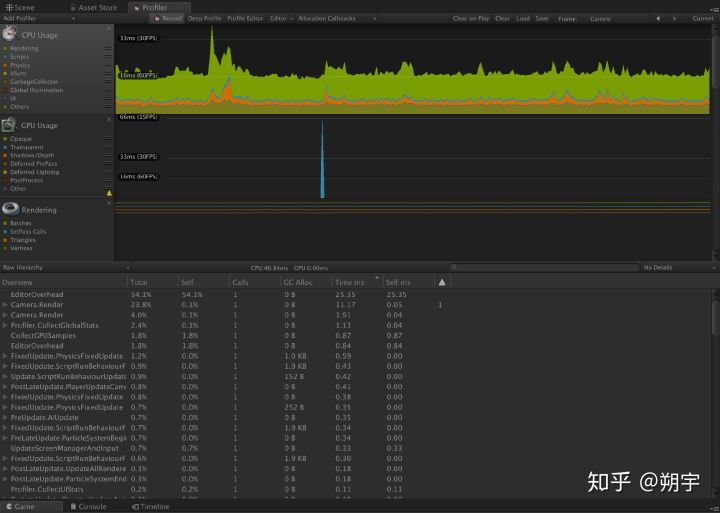 Scene Asset Store Profiler
Add Profiler Record Deep Profile Profile Editor Editor Allocation Callstacks Clear on Play Clear Load Save Frame: Current Current
CPU Usage
Rendering
Scripts
Physics
VSync
GarbageCollector
Global Illumination
UI
Others
33ms (30FPS)
16ms (60FPS)
GPU Usage
Opaque
Transparent
Shadows/Depth
Deferred PrePass
Deferred Lighting
PostProcess
Other
66ms (15FPS)
33ms (30FPS)
16ms (60FPS)
Rendering
Batches
SetPass Calls
Triangles
Vertices
Raw Hierarchy CPU:46.84ms GPU:0.00ms No Details
Overview Total Self Calls GC Alloc Time ms Self ms
EditorOverhead 54.1% 54.1% 1 0 B 25.35 25.35
Camera.Render 23.8% 0.1% 1 0 B 11.17 0.05 1
Camera.Render 4.0% 0.1% 1 0 B 1.91 0.04
Profiler.CollectGlobalStats 2.4% 0.1% 1 0 B 1.13 0.04
CollectGPUSamples 1.8% 1.8% 1 0 B 0.87 0.87
EditorOverhead 1.8% 1.8% 1 0 B 0.84 0.84
FixedUpdate.PhysicsFixedUpdate 1.2% 0.0% 1 1.0 KB 0.59 0.00
FixedUpdate.ScriptRunBehaviourF 0.9% 0.0% 1 1.9 KB 0.43 0.00
Update.ScriptRunBehaviourUpdat 0.9% 0.0% 1 152 B 0.42 0.00
PostLateUpdate.PlayerUpdateCanv 0.8% 0.0% 1 0 B 0.41 0.00
FixedUpdate.PhysicsFixedUpdate 0.8% 0.0% 1 0 B 0.38 0.00
FixedUpdate.PhysicsFixedUpdate 0.7% 0.0% 1 252 B 0.35 0.00
PreUpdate.AIUpdate 0.7% 0.0% 1 0 B 0.35 0.00
FixedUpdate.ScriptRunBehaviourF 0.7% 0.0% 1 1.9 KB 0.34 0.00
PreLateUpdate.ParticleSystemBegin 0.7% 0.0% 1 0 B 0.34 0.00
UpdateScreenManagerAndInput 0.7% 0.7% 1 0 B 0.33 0.33
FixedUpdate.ScriptRunBehaviourF 0.6% 0.0% 1 1.9 KB 0.30 0.00
PostLateUpdate.UpdateAllRendere 0.3% 0.0% 1 0 B 0.18 0.00
PostLateUpdate.ParticleSystemEnd 0.3% 0.0% 1 0 B 0.18 0.00
Profiler.CollectUIStats 0.2% 0.2% 1 0 B 0.11 0.11
知乎 @朔宇
Game Console Timeline